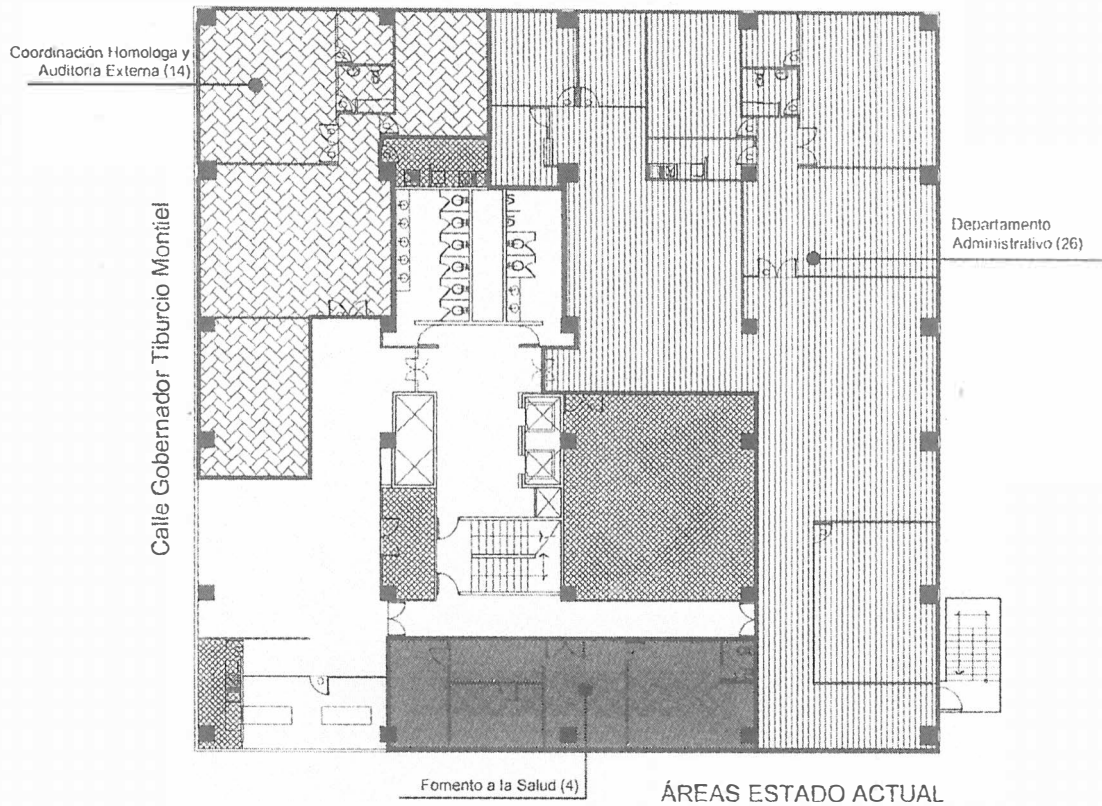 Coordinación Homologa y
Auditoria Externa (14)
Calle Gobernador Tiburcio Montiel
Departamento
Administrativo (26)
Fomento a la Salud (4)
ÁREAS ESTADO ACTUAL